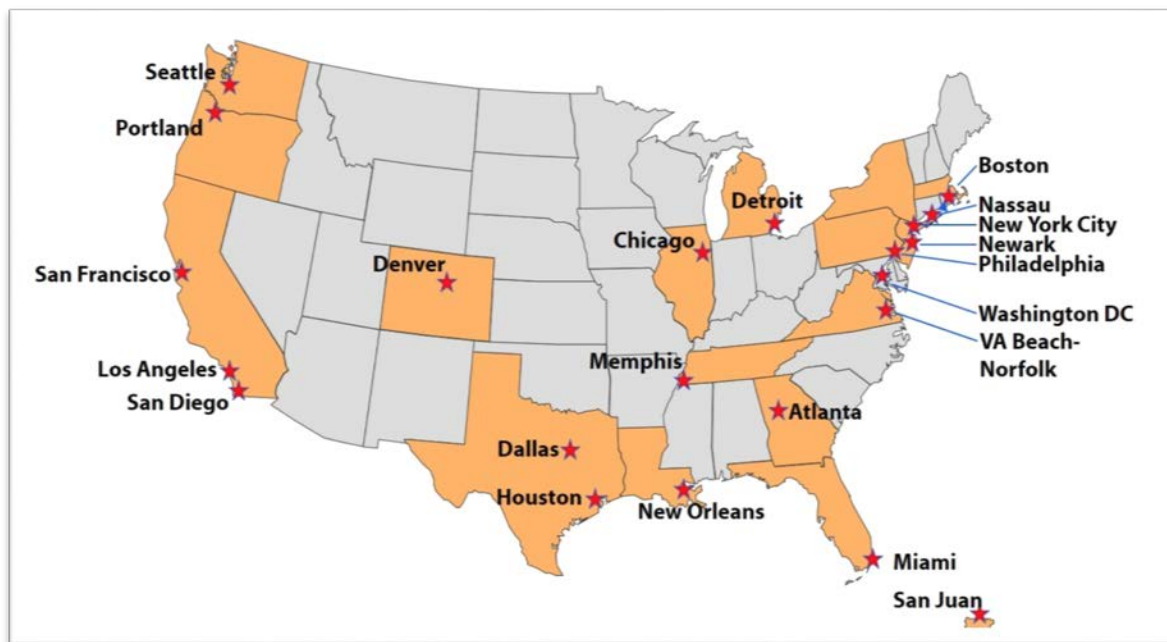 Seattle
Portland
Boston
Detroit
Nassau
New York City
Chicago
Newark
Philadelphia
San Francisco
Denver
Washington DC
VA Beach-
Norfolk
Memphis
Los Angeles
San Diego
Atlanta
Dallas
Houston
New Orleans
Miami
San Juan